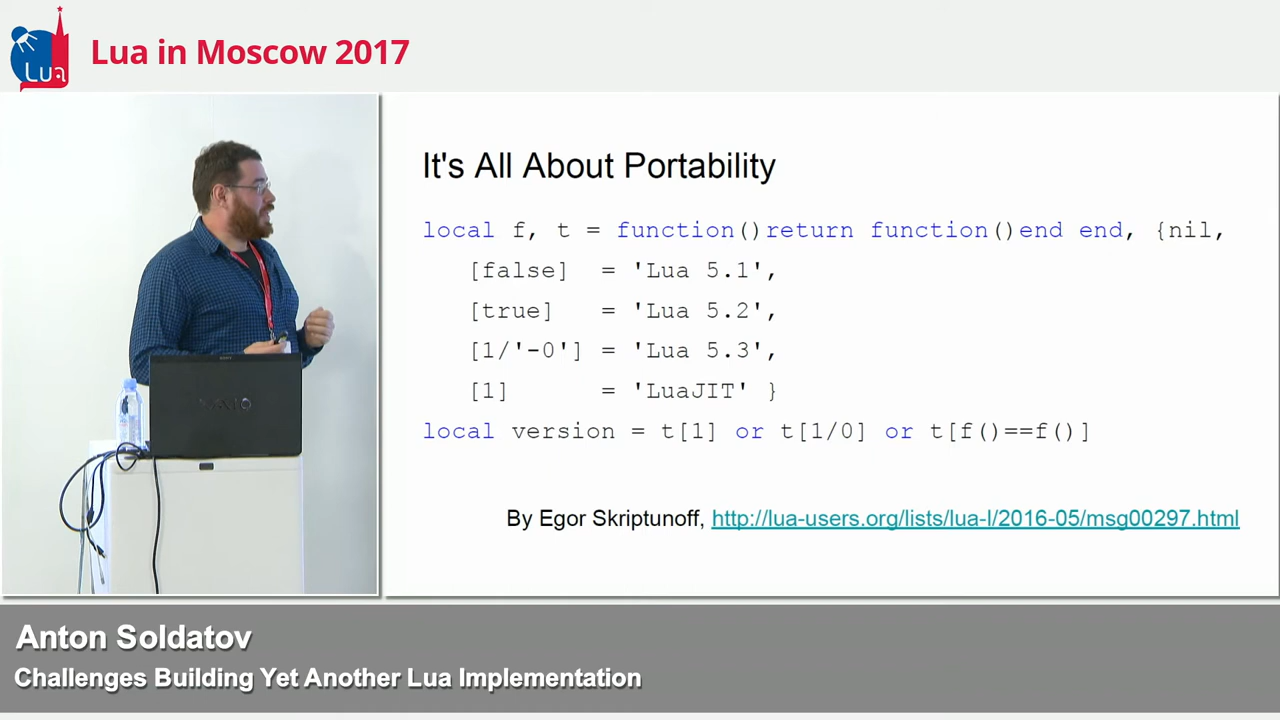 Lua
Lua in Moscow 2017
It's All About Portability
local f, t = function()return function()end end, {nil,
[false]  = 'Lua 5.1',
[true]   = 'Lua 5.2',
[1/'-0'] = 'Lua 5.3',
[1]      = 'LuaJIT' }
local version = t[1] or t[1/0] or t[f()==f()]
By Egor Skriptunoff, http://lua-users.org/lists/lua-l/2016-05/msg00297.html
SONY
VAIO
Anton Soldatov
Challenges Building Yet Another Lua Implementation